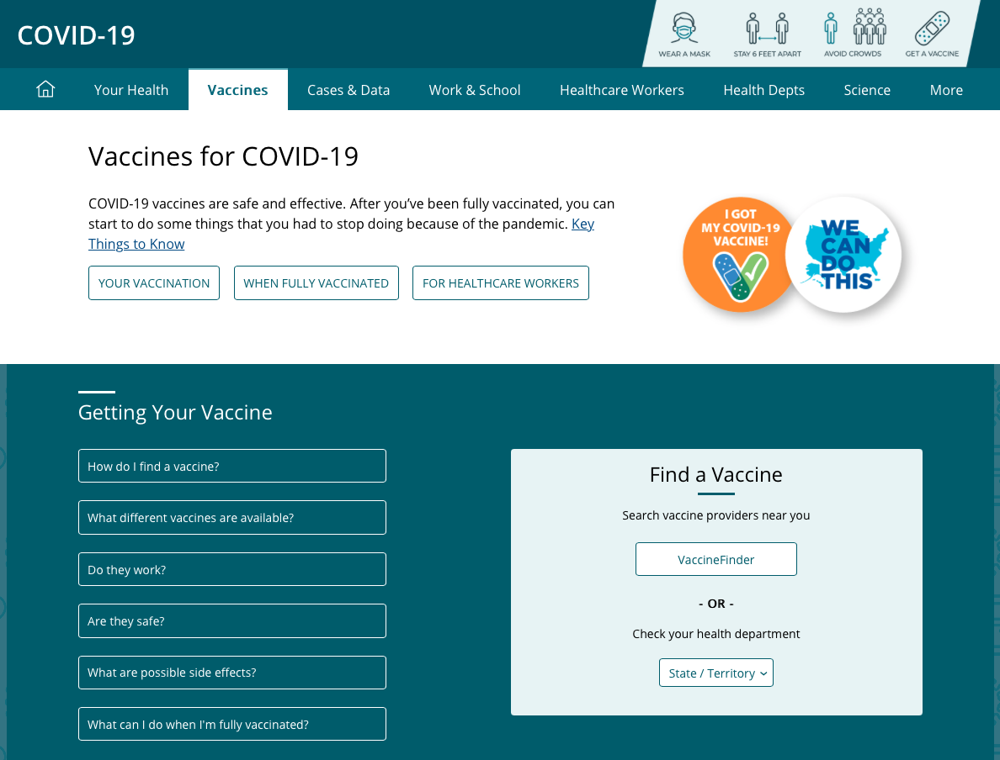 COVID-19
WEAR A MASK
STAY 6 FEET APART
AVOID CROWDS
GET A VACCINE
Your Health
Vaccines
Cases & Data
Work & School
Healthcare Workers
Health Depts
Science
More
Vaccines for COVID-19
COVID-19 vaccines are safe and effective. After you’ve been fully vaccinated, you can
start to do some things that you had to stop doing because of the pandemic. Key
Things to Know
YOUR VACCINATION
WHEN FULLY VACCINATED
FOR HEALTHCARE WORKERS
I GOT
MY COVID-19
VACCINE!
WE
CAN
DO
THIS
Getting Your Vaccine
How do I find a vaccine?
What different vaccines are available?
Do they work?
Are they safe?
What are possible side effects?
What can I do when I'm fully vaccinated?
Find a Vaccine
Search vaccine providers near you
VaccineFinder
- OR -
Check your health department
State / Territory